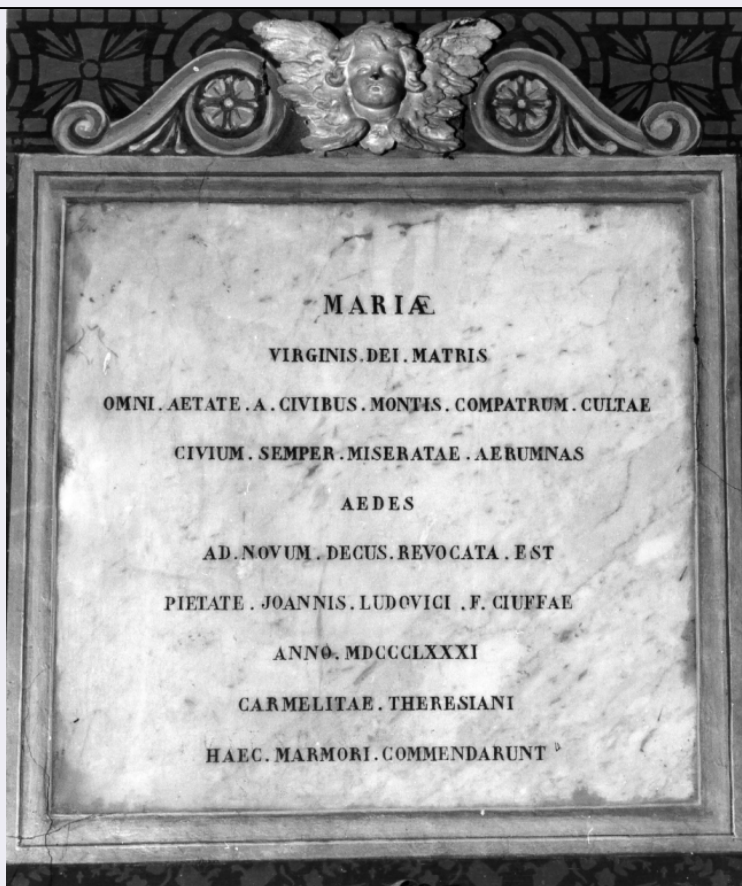 MARIÆ
VIRGINIS.DEI.MATRIS
OMNI.AETATE.A.CIVIBUS.MONTIS.COMPATRUM.CULTAE
CIVIUM.SEMPER.MISERATAE.AERUMNAS
AEDES
AD.NOVUM.DECUS.REVOCATA.EST
PIETATE.JOANNIS.LUDOVICI.F.CIUFFAE
ANNO.MDCCCLXXXI
CARMELITAE.THERESIANI
HAEC.MARMORI.COMMENDARUNT